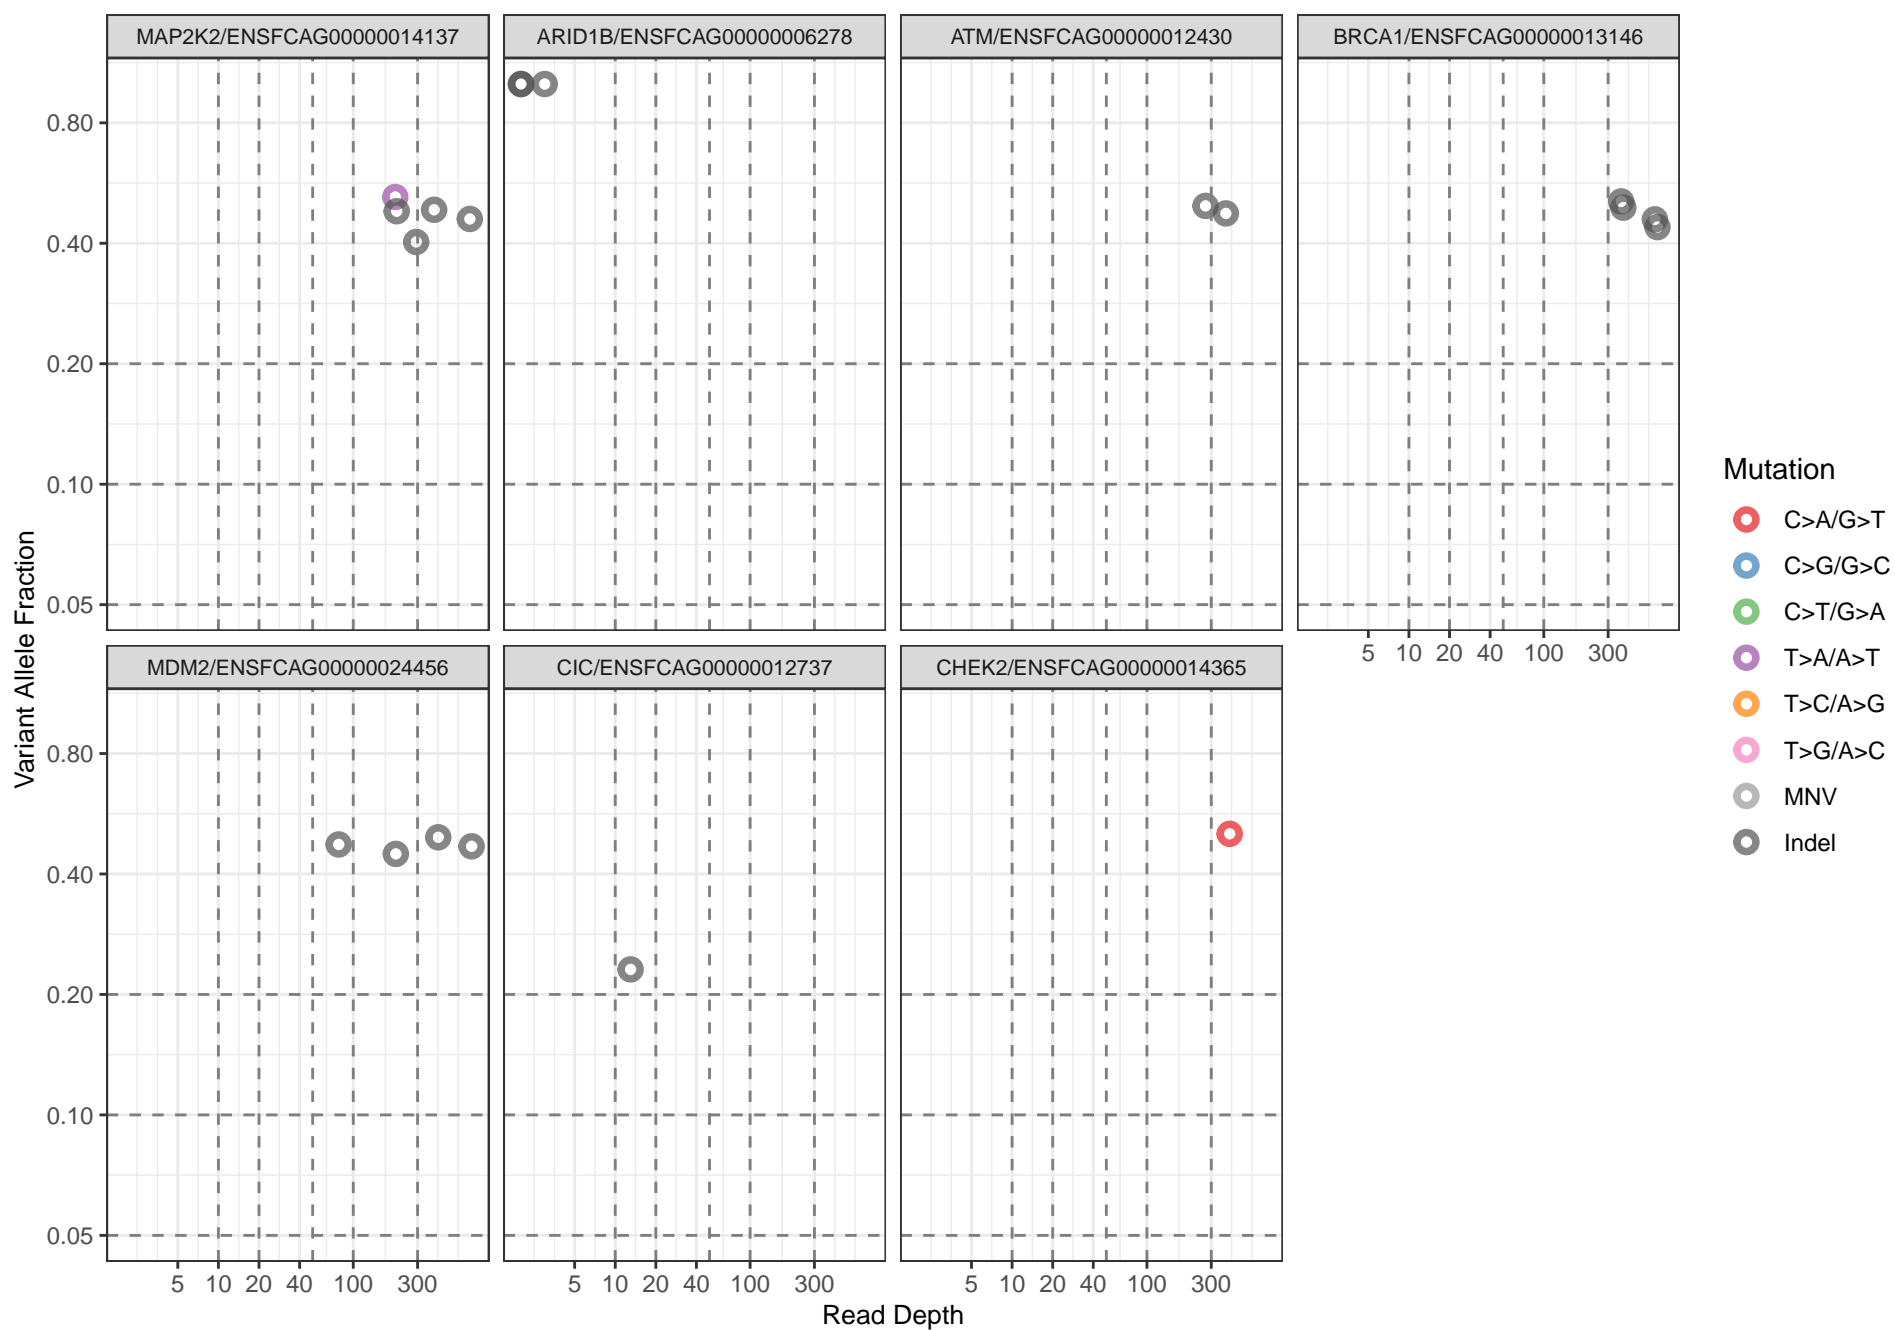 MAP2K2/ENSFCAG00000014137
ARID1B/ENSFCAG00000006278
ATM/ENSFCAG00000012430
BRCA1/ENSFCAG00000013146
0.80
0.40
0.20
0.10
0.05
5 10 20 40 100 300
MDM2/ENSFCAG00000024456
CIC/ENSFCAG00000012737
CHEK2/ENSFCAG00000014365
0.80
0.40
0.20
0.10
0.05
5 10 20 40 100 300
5 10 20 40 100 300
5 10 20 40 100 300
Variant Allele Fraction
Read Depth
Mutation
C>A/G>T
C>G/G>C
C>T/G>A
T>A/A>T
T>C/A>G
T>G/A>C
MNV
Indel